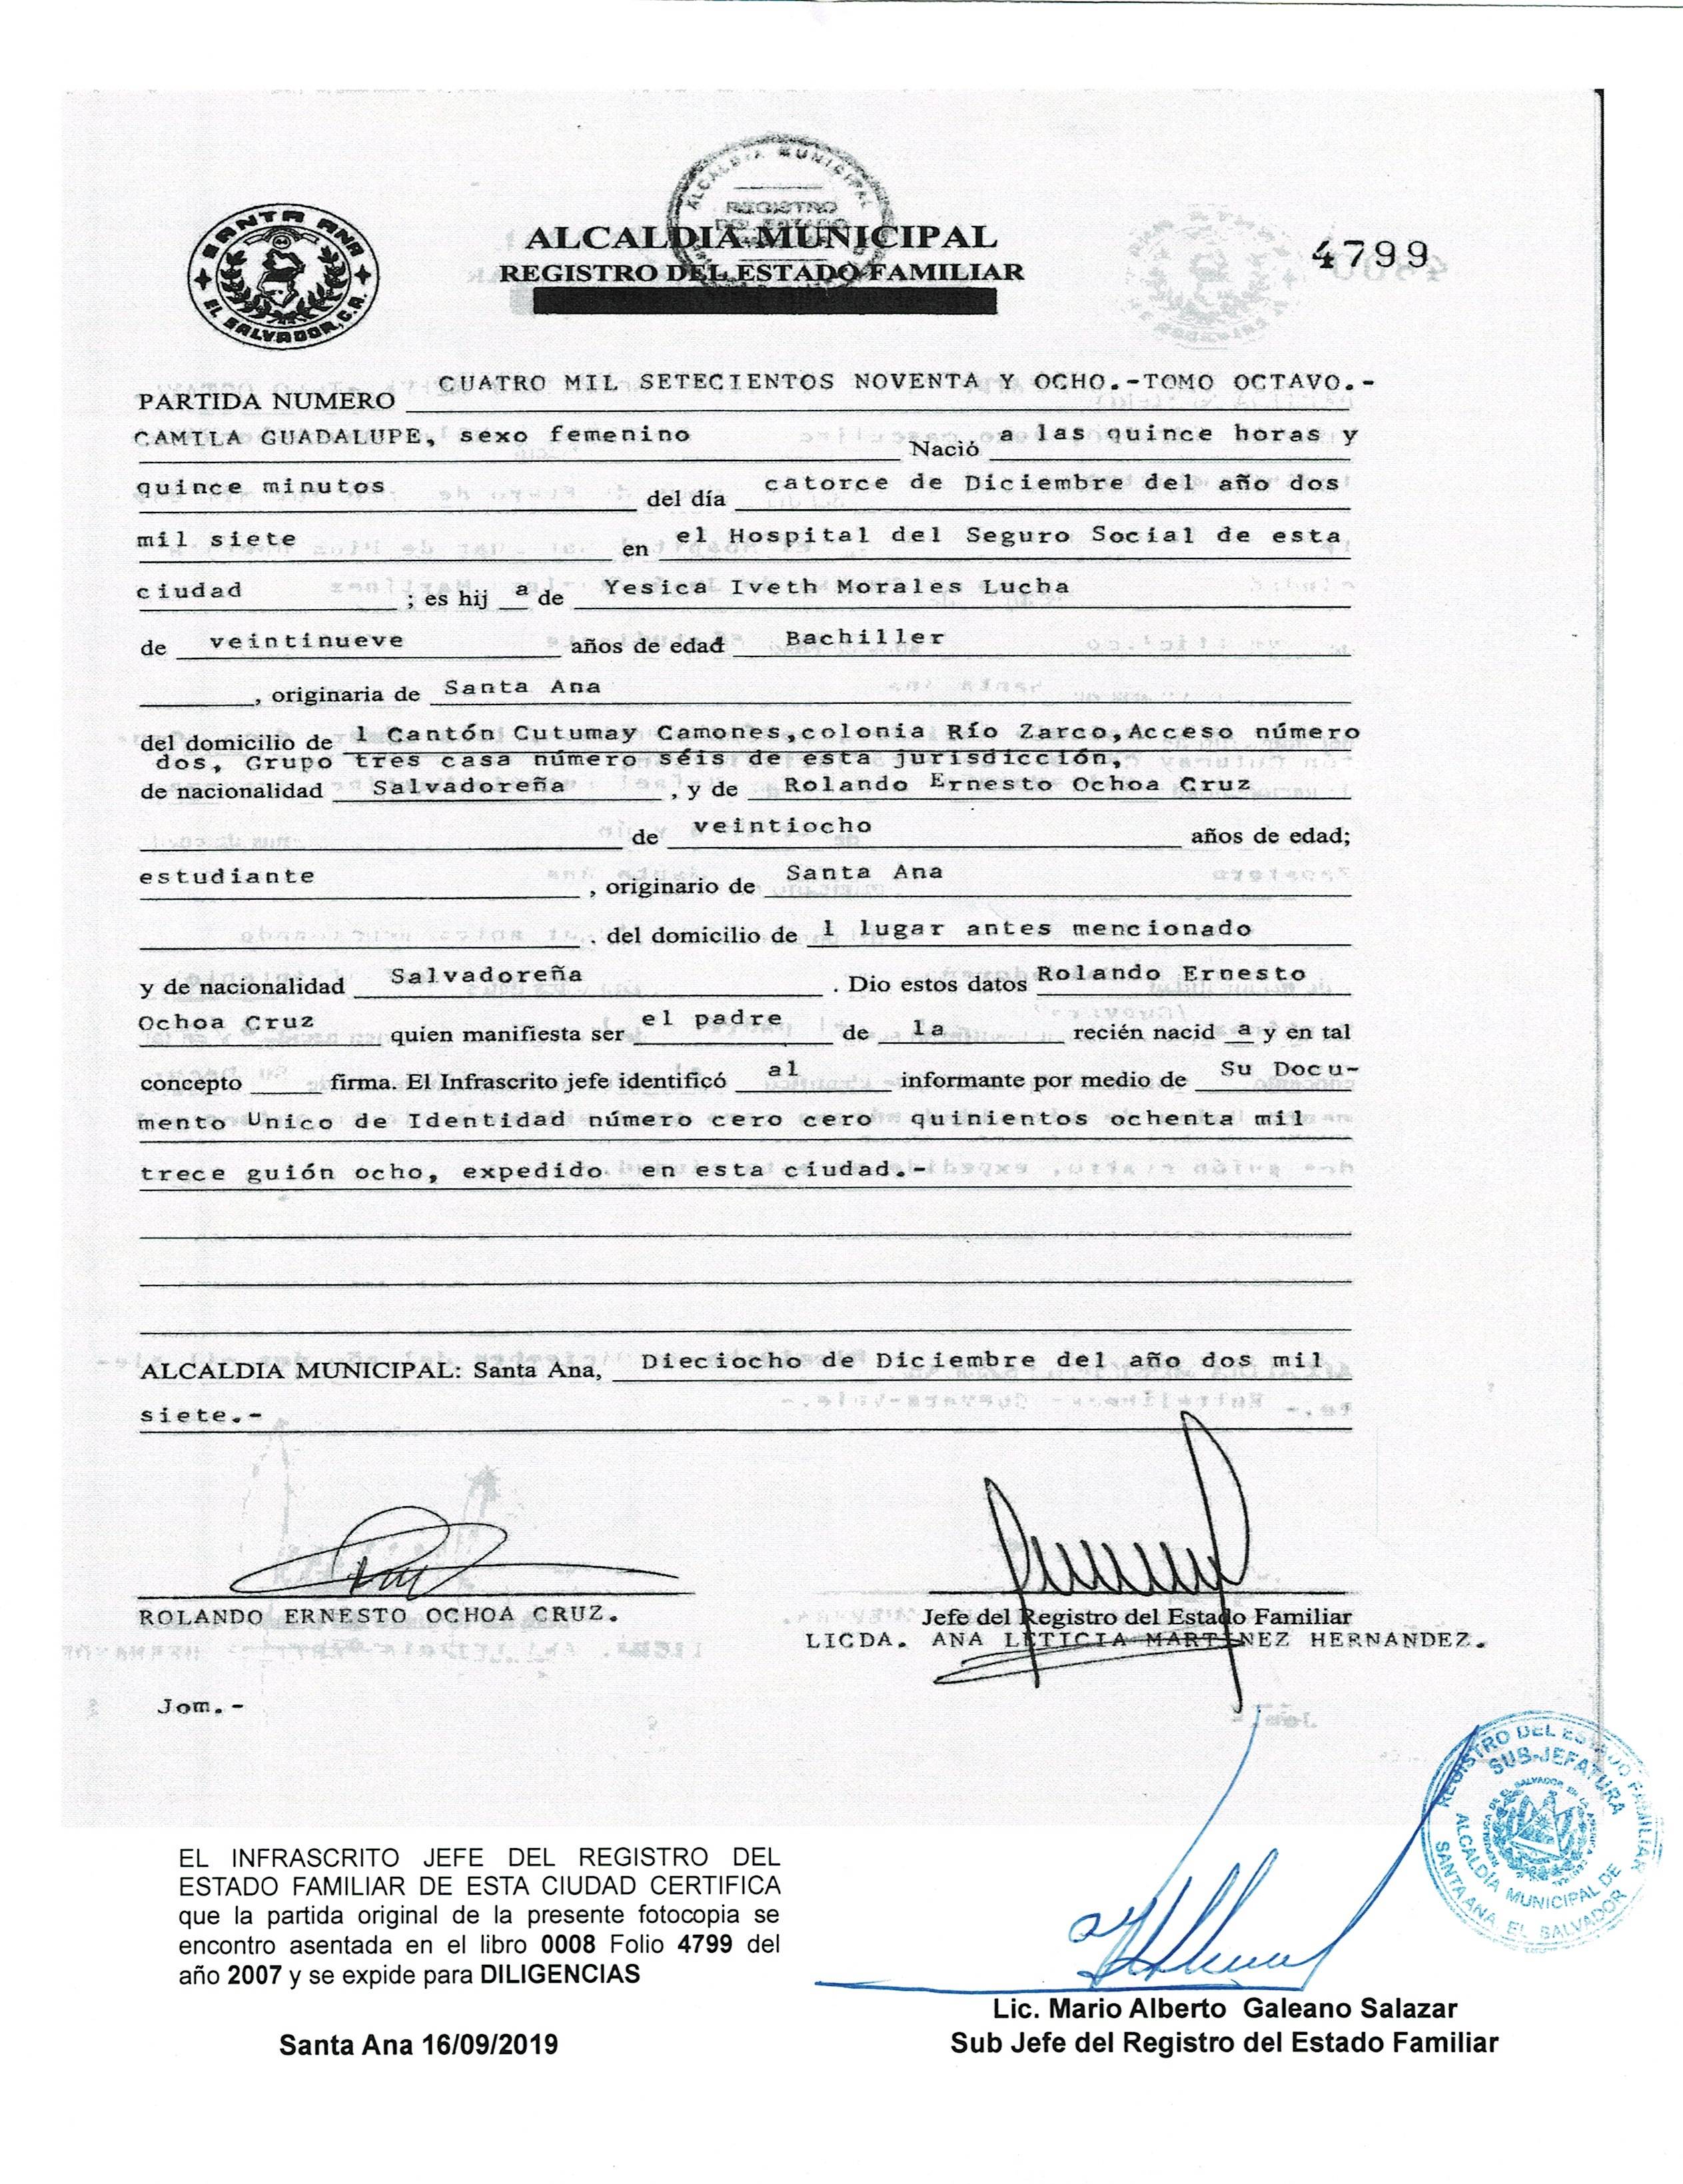 SANTA ANA
EL SALVADOR, C.A.
ALCALDIA MUNICIPAL
REGISTRO
ALCALDIA MUNICIPAL
REGISTRO DEL ESTADO FAMILIAR
4799
PARTIDA NUMERO CUATRO MIL SETECIENTOS NOVENTA Y OCHO.-TOMO OCTAVO.-
CAMILA GUADALUPE, sexo femenino Nació a las quince horas y
quince minutos del día catorce de Diciembre del año dos
mil siete en el Hospital del Seguro Social de esta
ciudad ; es hij a de Yesica Iveth Morales Lucha
de veintinueve años de edad Bachiller
, originaria de Santa Ana
del domicilio de l Cantón Cutumay Camones,colonia Río Zarco,Acceso número
dos, Grupo tres casa número séis de esta jurisdicción,
de nacionalidad Salvadoreña , y de Rolando Ernesto Ochoa Cruz
de veintiocho años de edad;
estudiante , originario de Santa Ana
. del domicilio de l lugar antes mencionado
y de nacionalidad Salvadoreña . Dio estos datos Rolando Ernesto
Ochoa Cruz quien manifiesta ser el padre de la recién nacid a y en tal
concepto firma. El Infrascrito jefe identificó al informante por medio de Su Docu-
mento Unico de Identidad número cero cero quinientos ochenta mil
trece guión ocho, expedido en esta ciudad.-
ALCALDIA MUNICIPAL: Santa Ana, Dieciocho de Diciembre del año dos mil
siete.-
ROLANDO ERNESTO OCHOA CRUZ.
Jefe del Registro del Estado Familiar
LICDA. ANA LETICIA MARTINEZ HERNANDEZ.
Jom.-
REGISTRO DEL ESTADO FAMILIAR
SUB-JEFATURA
ALCALDÍA MUNICIPAL DE
SANTA ANA EL SALVADOR
EL INFRASCRITO JEFE DEL REGISTRO DEL
ESTADO FAMILIAR DE ESTA CIUDAD CERTIFICA
que la partida original de la presente fotocopia se
encontro asentada en el libro 0008 Folio 4799 del
año 2007 y se expide para DILIGENCIAS
Santa Ana 16/09/2019
Lic. Mario Alberto Galeano Salazar
Sub Jefe del Registro del Estado Familiar